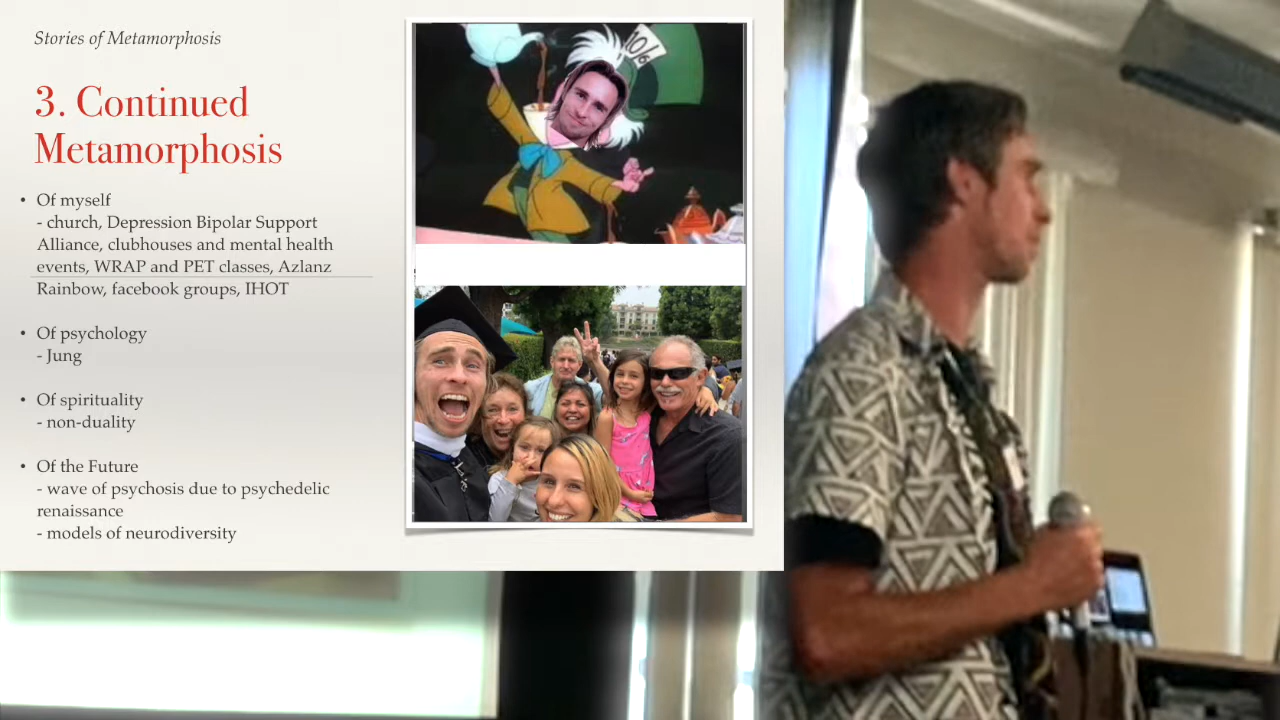 Stories of Metamorphosis
3. Continued
Metamorphosis
• Of myself
- church, Depression Bipolar Support
Alliance, clubhouses and mental health
events, WRAP and PET classes, Azlanz
Rainbow, facebook groups, IHOT
• Of psychology
- Jung
• Of spirituality
- non-duality
• Of the Future
- wave of psychosis due to psychedelic
renaissance
- models of neurodiversity
10/6